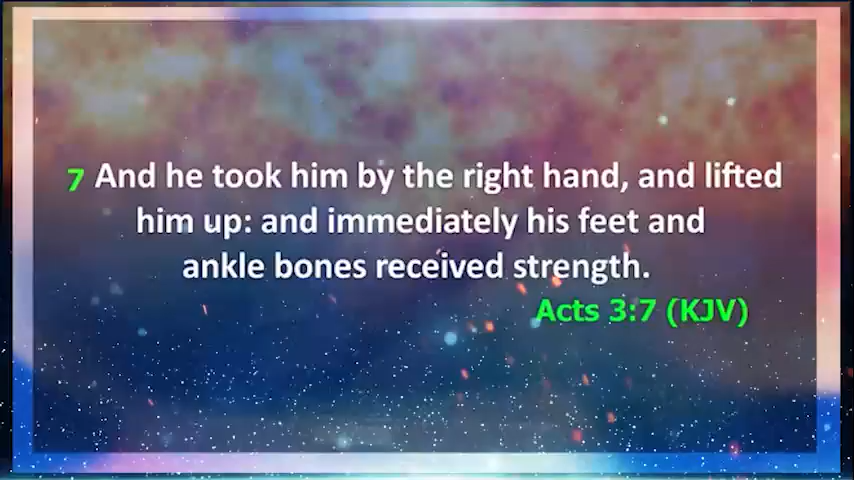 7 And he took him by the right hand, and lifted
him up: and immediately his feet and
ankle bones received strength.
Acts 3:7 (KJV)